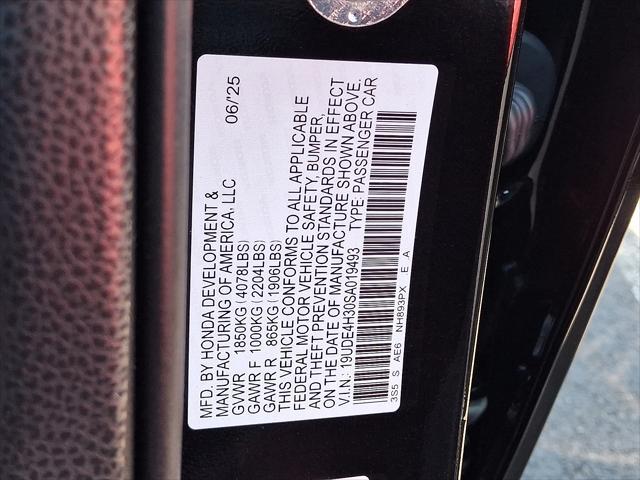 MFD. BY HONDA DEVELOPMENT &
MANUFACTURING OF AMERICA, LLC 06/'25
GVWR 1850KG(4078LBS)
GAWR F 1000KG(2204LBS)
GAWR R 865KG(1906LBS)
THIS VEHICLE CONFORMS TO ALL APPLICABLE
FEDERAL MOTOR VEHICLE SAFETY, BUMPER,
AND THEFT PREVENTION STANDARDS IN EFFECT
ON THE DATE OF MANUFACTURE SHOWN ABOVE.
V.I.N.: 19UDE4H30SA019493 TYPE: PASSENGER CAR
3S5 S AE6 NH893PX E A